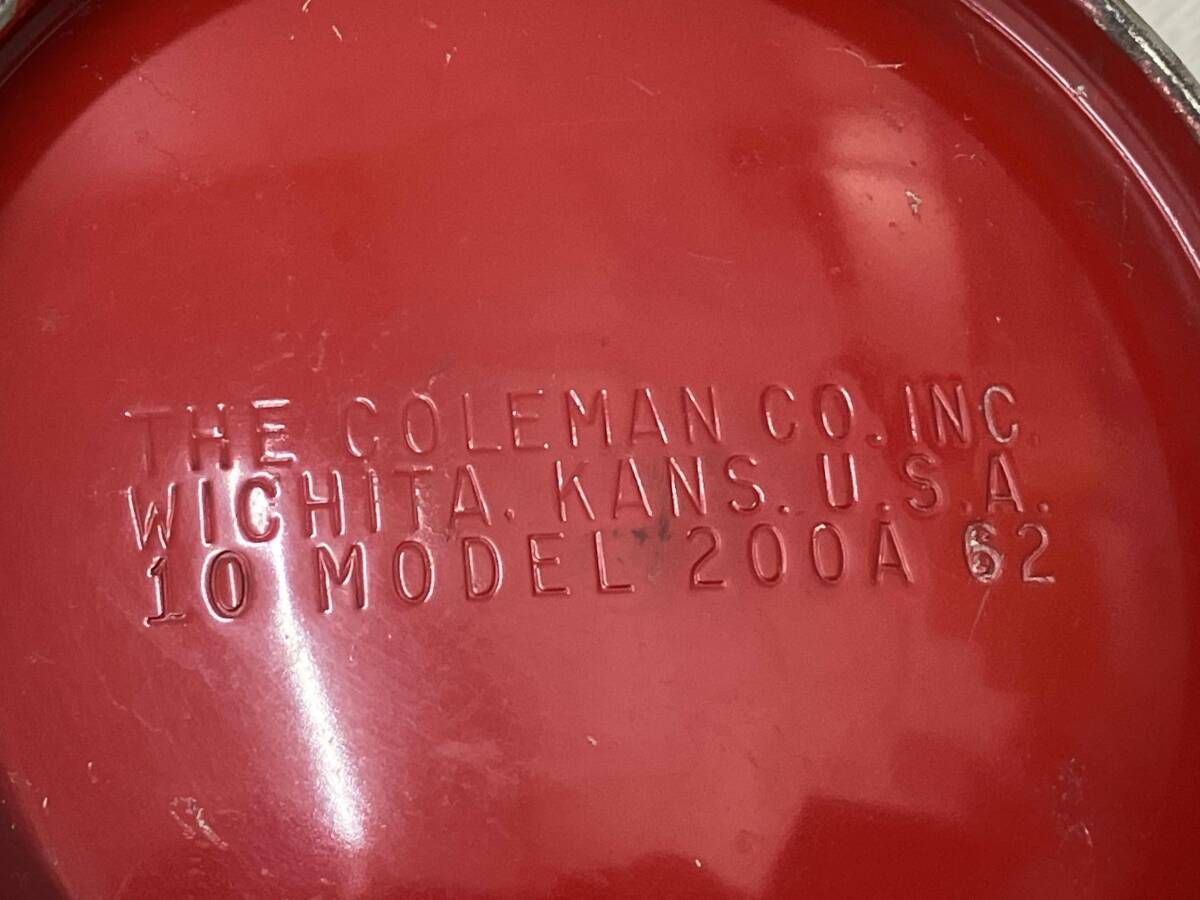 THE COLEMAN CO. INC.
WICHITA, KANS. U.S.A.
10 MODEL 200A 62